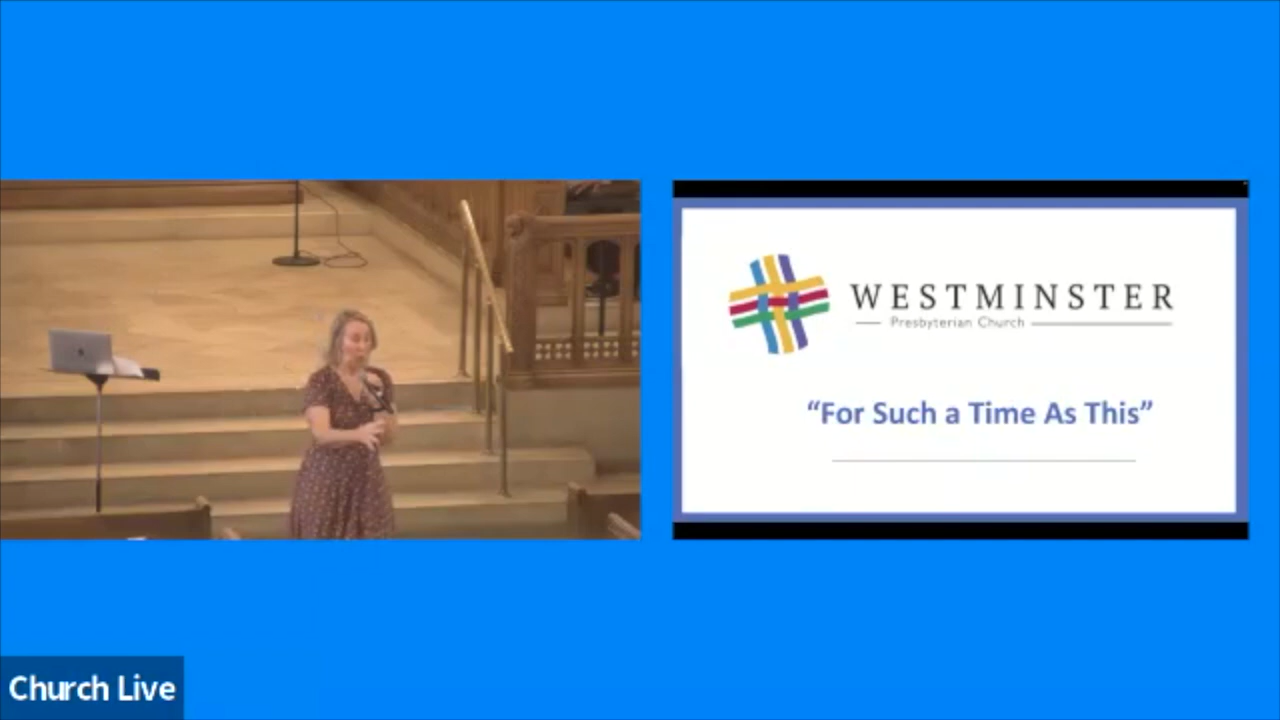 WESTMINSTER
Presbyterian Church
“For Such a Time As This”
Church Live